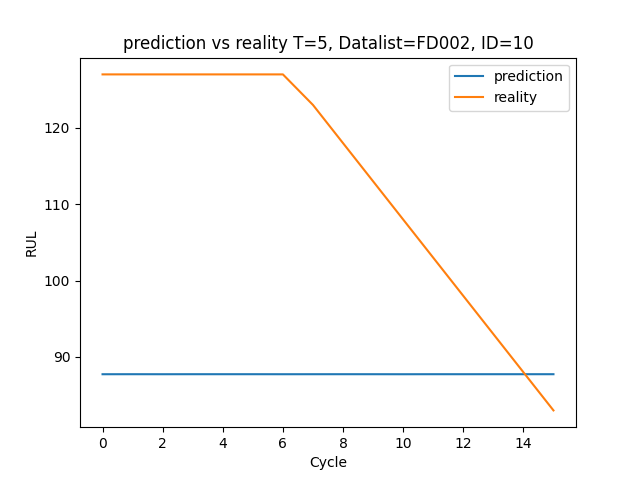 prediction vs reality T=5, Datalist=FD002, ID=10
prediction
reality
120
110
100
90
RUL
0 2 4 6 8 10 12 14
Cycle